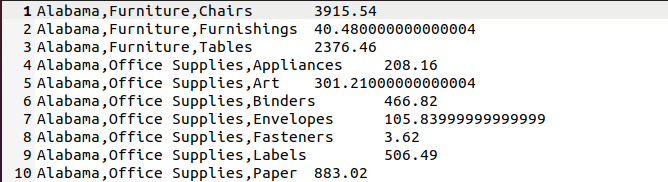 1 Alabama,Furniture,Chairs	3915.54
2 Alabama,Furniture,Furnishings	40.480000000000004
3 Alabama,Furniture,Tables	2376.46
4 Alabama,Office Supplies,Appliances	208.16
5 Alabama,Office Supplies,Art	301.21000000000004
6 Alabama,Office Supplies,Binders	466.82
7 Alabama,Office Supplies,Envelopes	105.83999999999999
8 Alabama,Office Supplies,Fasteners	3.62
9 Alabama,Office Supplies,Labels	506.49
10 Alabama,Office Supplies,Paper	883.02